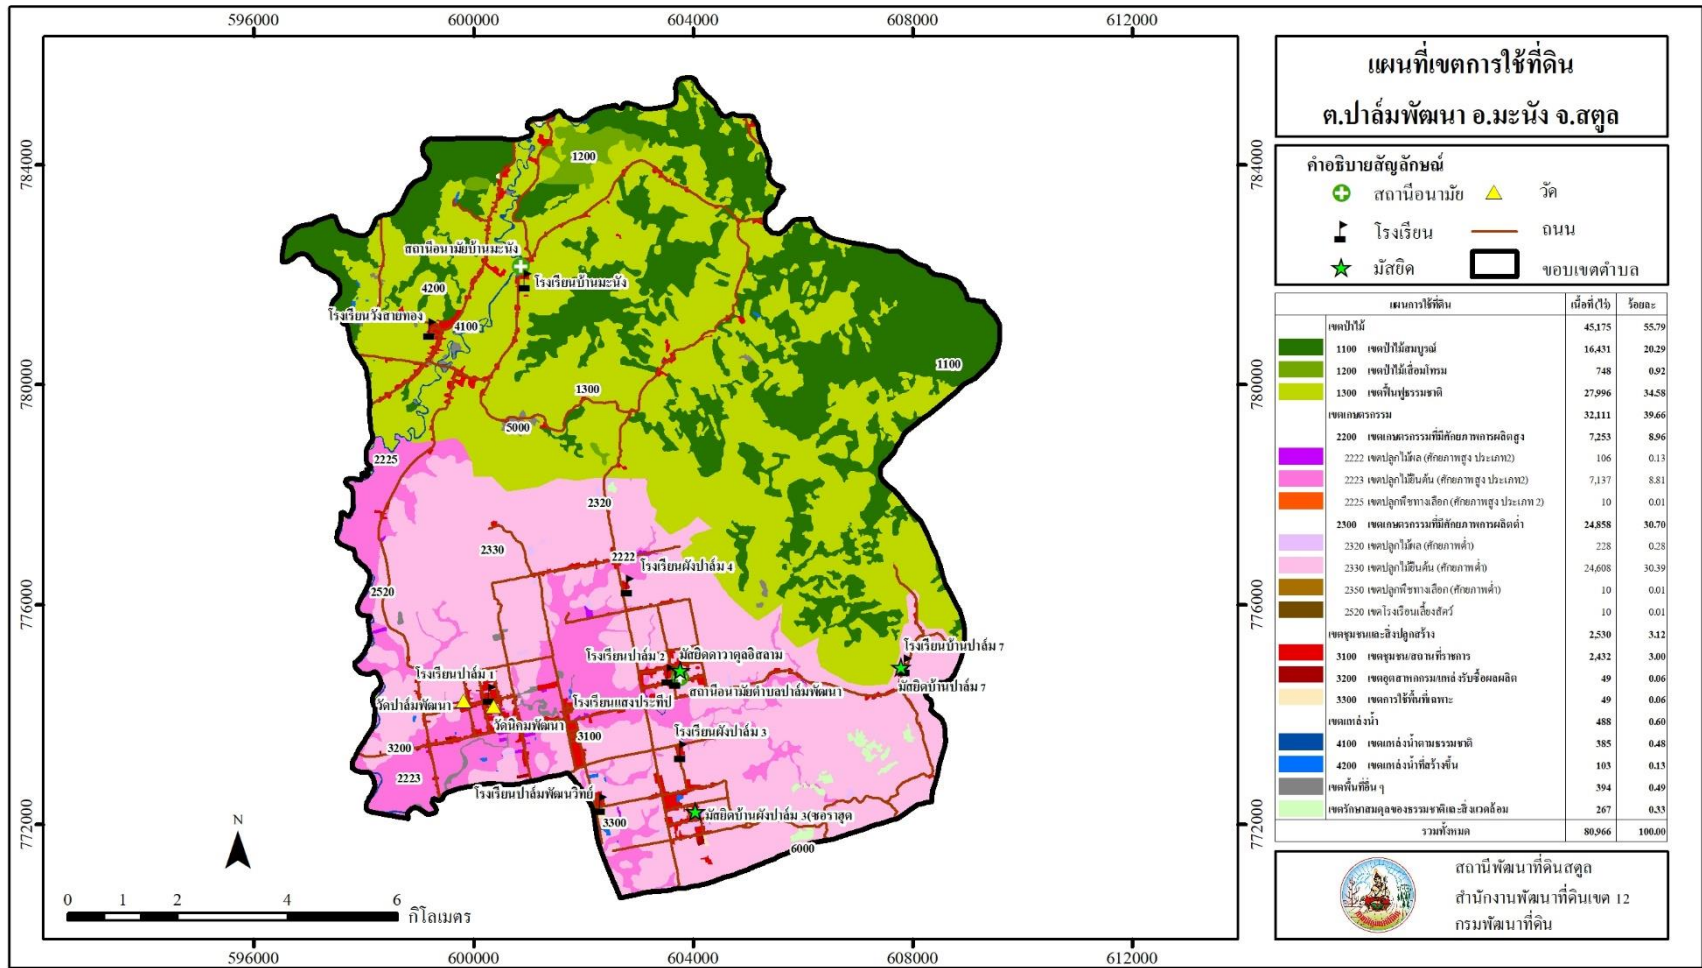 596000 600000 604000 608000 612000
แผนที่เขตการใช้ที่ดิน
ต.ปาล์มพัฒนา อ.มะนัง จ.สตูล
คำอธิบายสัญลักษณ์
สถานีอนามัย วัด
โรงเรียน ถนน
มัสยิด ขอบเขตตำบล
แผนการใช้ที่ดิน เนื้อที่ (ไร่) ร้อยละ
เขตป่าไม้ 45,175 55.79
1100 เขตป่าไม้สมบูรณ์ 16,431 20.29
1200 เขตป่าไม้เสื่อมโทรม 748 0.92
1300 เขตฟื้นฟูธรรมชาติ 27,996 34.58
เขตเกษตรกรรม 32,111 39.66
2200 เขตเกษตรกรรมที่มีศักยภาพการผลิตสูง 7,253 8.96
2222 เขตปลูกไม้ผล (ศักยภาพสูง ประเภท2) 106 0.13
2223 เขตปลูกไม้ยืนต้น (ศักยภาพสูง ประเภท2) 7,137 8.81
2225 เขตปลูกพืชทางเลือก (ศักยภาพสูง ประเภท 2) 10 0.01
2300 เขตเกษตรกรรมที่มีศักยภาพการผลิตต่ำ 24,858 30.70
2320 เขตปลูกไม้ผล (ศักยภาพต่ำ) 228 0.28
2330 เขตปลูกไม้ยืนต้น (ศักยภาพต่ำ) 24,608 30.39
2350 เขตปลูกพืชทางเลือก (ศักยภาพต่ำ) 10 0.01
2520 เขตโรงเรือนเลี้ยงสัตว์ 10 0.01
เขตชุมชนและสิ่งปลูกสร้าง 2,530 3.12
3100 เขตชุมชน/สถานที่ราชการ 2,432 3.00
3200 เขตอุตสาหกรรม/แหล่งรับซื้อผลผลิต 49 0.06
3300 เขตการใช้พื้นที่เฉพาะ 49 0.06
เขตแหล่งน้ำ 488 0.60
4100 เขตแหล่งน้ำตามธรรมชาติ 385 0.48
4200 เขตแหล่งน้ำที่สร้างขึ้น 103 0.13
เขตพื้นที่อื่น ๆ 394 0.49
เขตรักษาสมดุลของธรรมชาติและสิ่งแวดล้อม 267 0.33
รวมทั้งหมด 80,966 100.00
สถานีพัฒนาที่ดินสตูล
สำนักงานพัฒนาที่ดินเขต 12
กรมพัฒนาที่ดิน
784000
784000
780000
780000
776000
776000
772000
772000
1200
สถานีอนามัยบ้านมะนัง
โรงเรียนบ้านมะนัง
4200
โรงเรียนวังสายทอง
4100
1100
1300
5000
2225
2320
2330
2222
โรงเรียนผังปาล์ม 4
2520
โรงเรียนบ้านปาล์ม 7
โรงเรียนปาล์ม 2
มัสยิดดาวาตุลอิสลาม
โรงเรียนปาล์ม 1
มัสยิดบ้านปาล์ม 7
สถานีอนามัยตำบลปาล์มพัฒนา
วัดปาล์มพัฒนา
โรงเรียนแสงประทีป
วัดนิคมพัฒนา
โรงเรียนผังปาล์ม 3
3100
3200
2223
โรงเรียนปาล์มพัฒนวิทย์
มัสยิดบ้านผังปาล์ม 3(ซอราฮุด
3300
6000
N
0 1 2 4 6
กิโลเมตร
596000 600000 604000 608000 612000